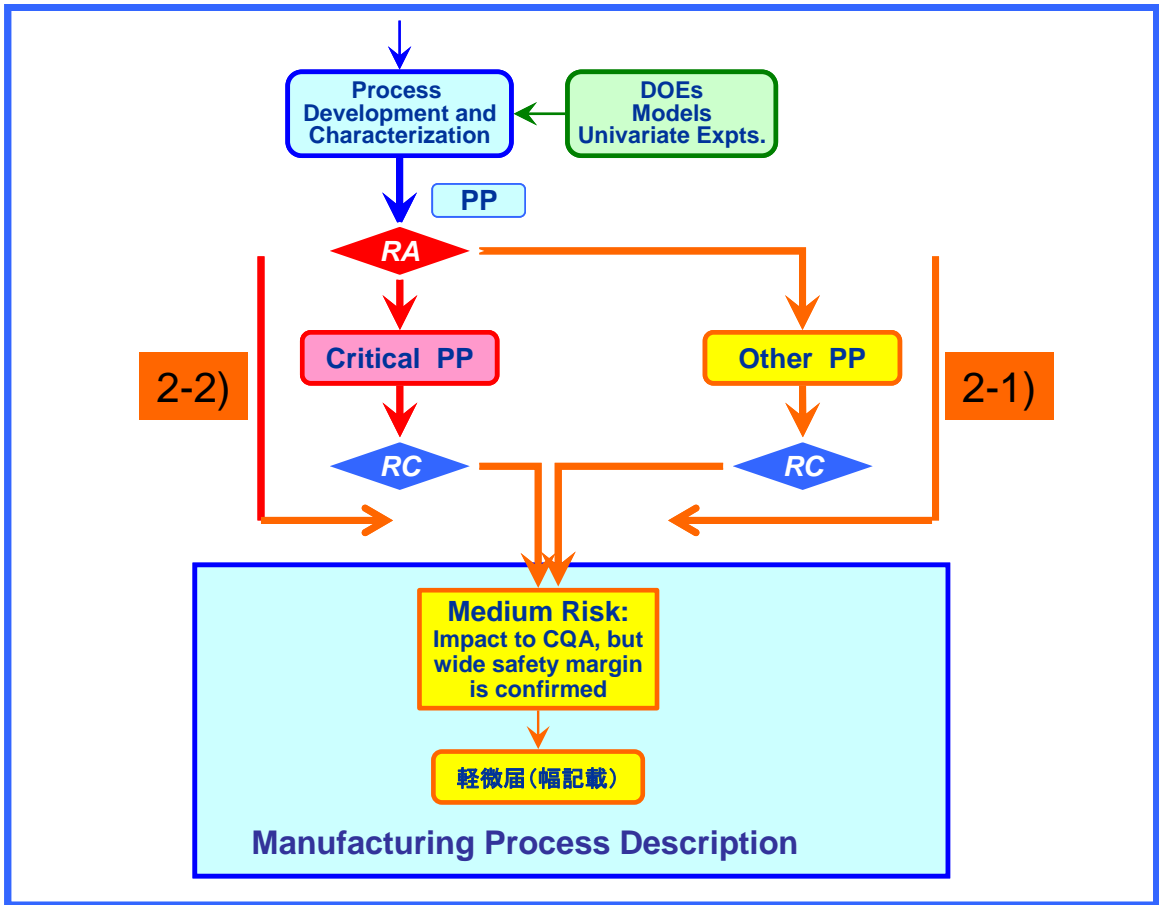 Process
Development and
Characterization
DOEs
Models
Univariate Expts.
PP
RA
Critical PP
Other PP
2-2)
2-1)
RC
RC
Medium Risk:
Impact to CQA, but
wide safety margin
is confirmed
軽微届(幅記載)
Manufacturing Process Description